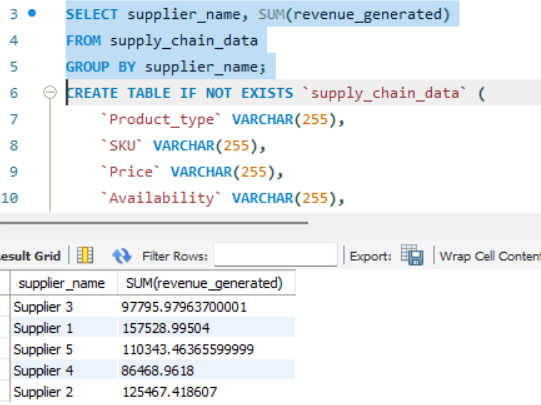 3 SELECT supplier_name, SUM(revenue_generated)
4 FROM supply_chain_data
5 GROUP BY supplier_name;
6 CREATE TABLE IF NOT EXISTS `supply_chain_data` (
7 `Product_type` VARCHAR(255),
8 `SKU` VARCHAR(255),
9 `Price` VARCHAR(255),
10 `Availability` VARCHAR(255),
esult Grid Filter Rows: Export: Wrap Cell Content
supplier_name SUM(revenue_generated)
Supplier 3 97795.97963700001
Supplier 1 157528.99504
Supplier 5 110343.46365599999
Supplier 4 86468.9618
Supplier 2 125467.418607